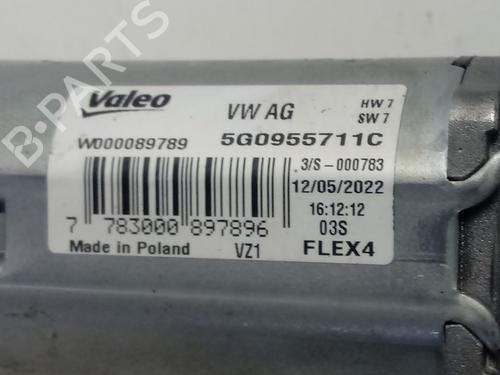 B-PARTS
Valeo
VW AG
HW 7
SW 7
W000089789
5G0955711C
3/S-000783
12/05/2022
16:12:12
7 783000 897896
03S
Made in Poland
VZ1
FLEX4